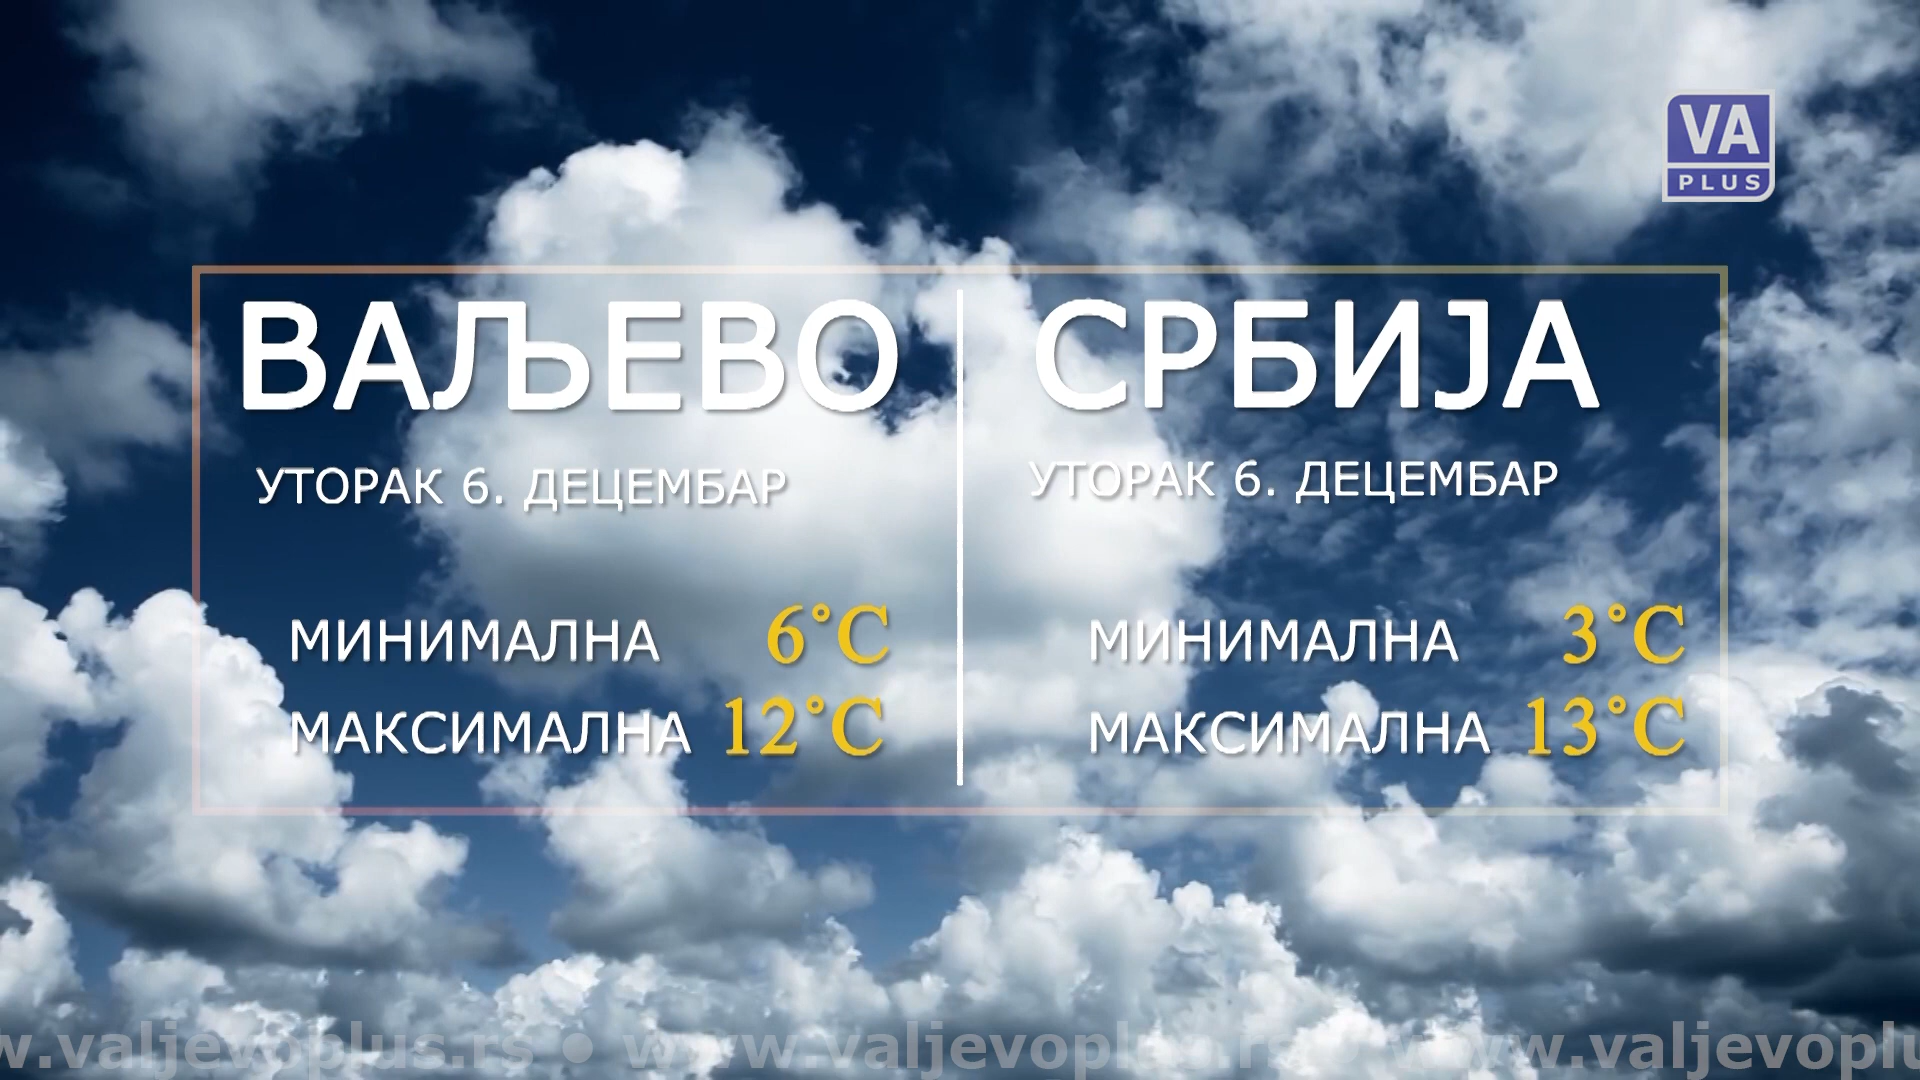 VA
PLUS
ВАЉЕВО
УТОРАК 6. ДЕЦЕМБАР
МИНИМАЛНА 6°C
МАКСИМАЛНА 12°C
СРБИЈА
УТОРАК 6. ДЕЦЕМБАР
МИНИМАЛНА 3°C
МАКСИМАЛНА 13°C
w.valjevoplus.rs • www.valjevoplus.rs • www.valjevoplu